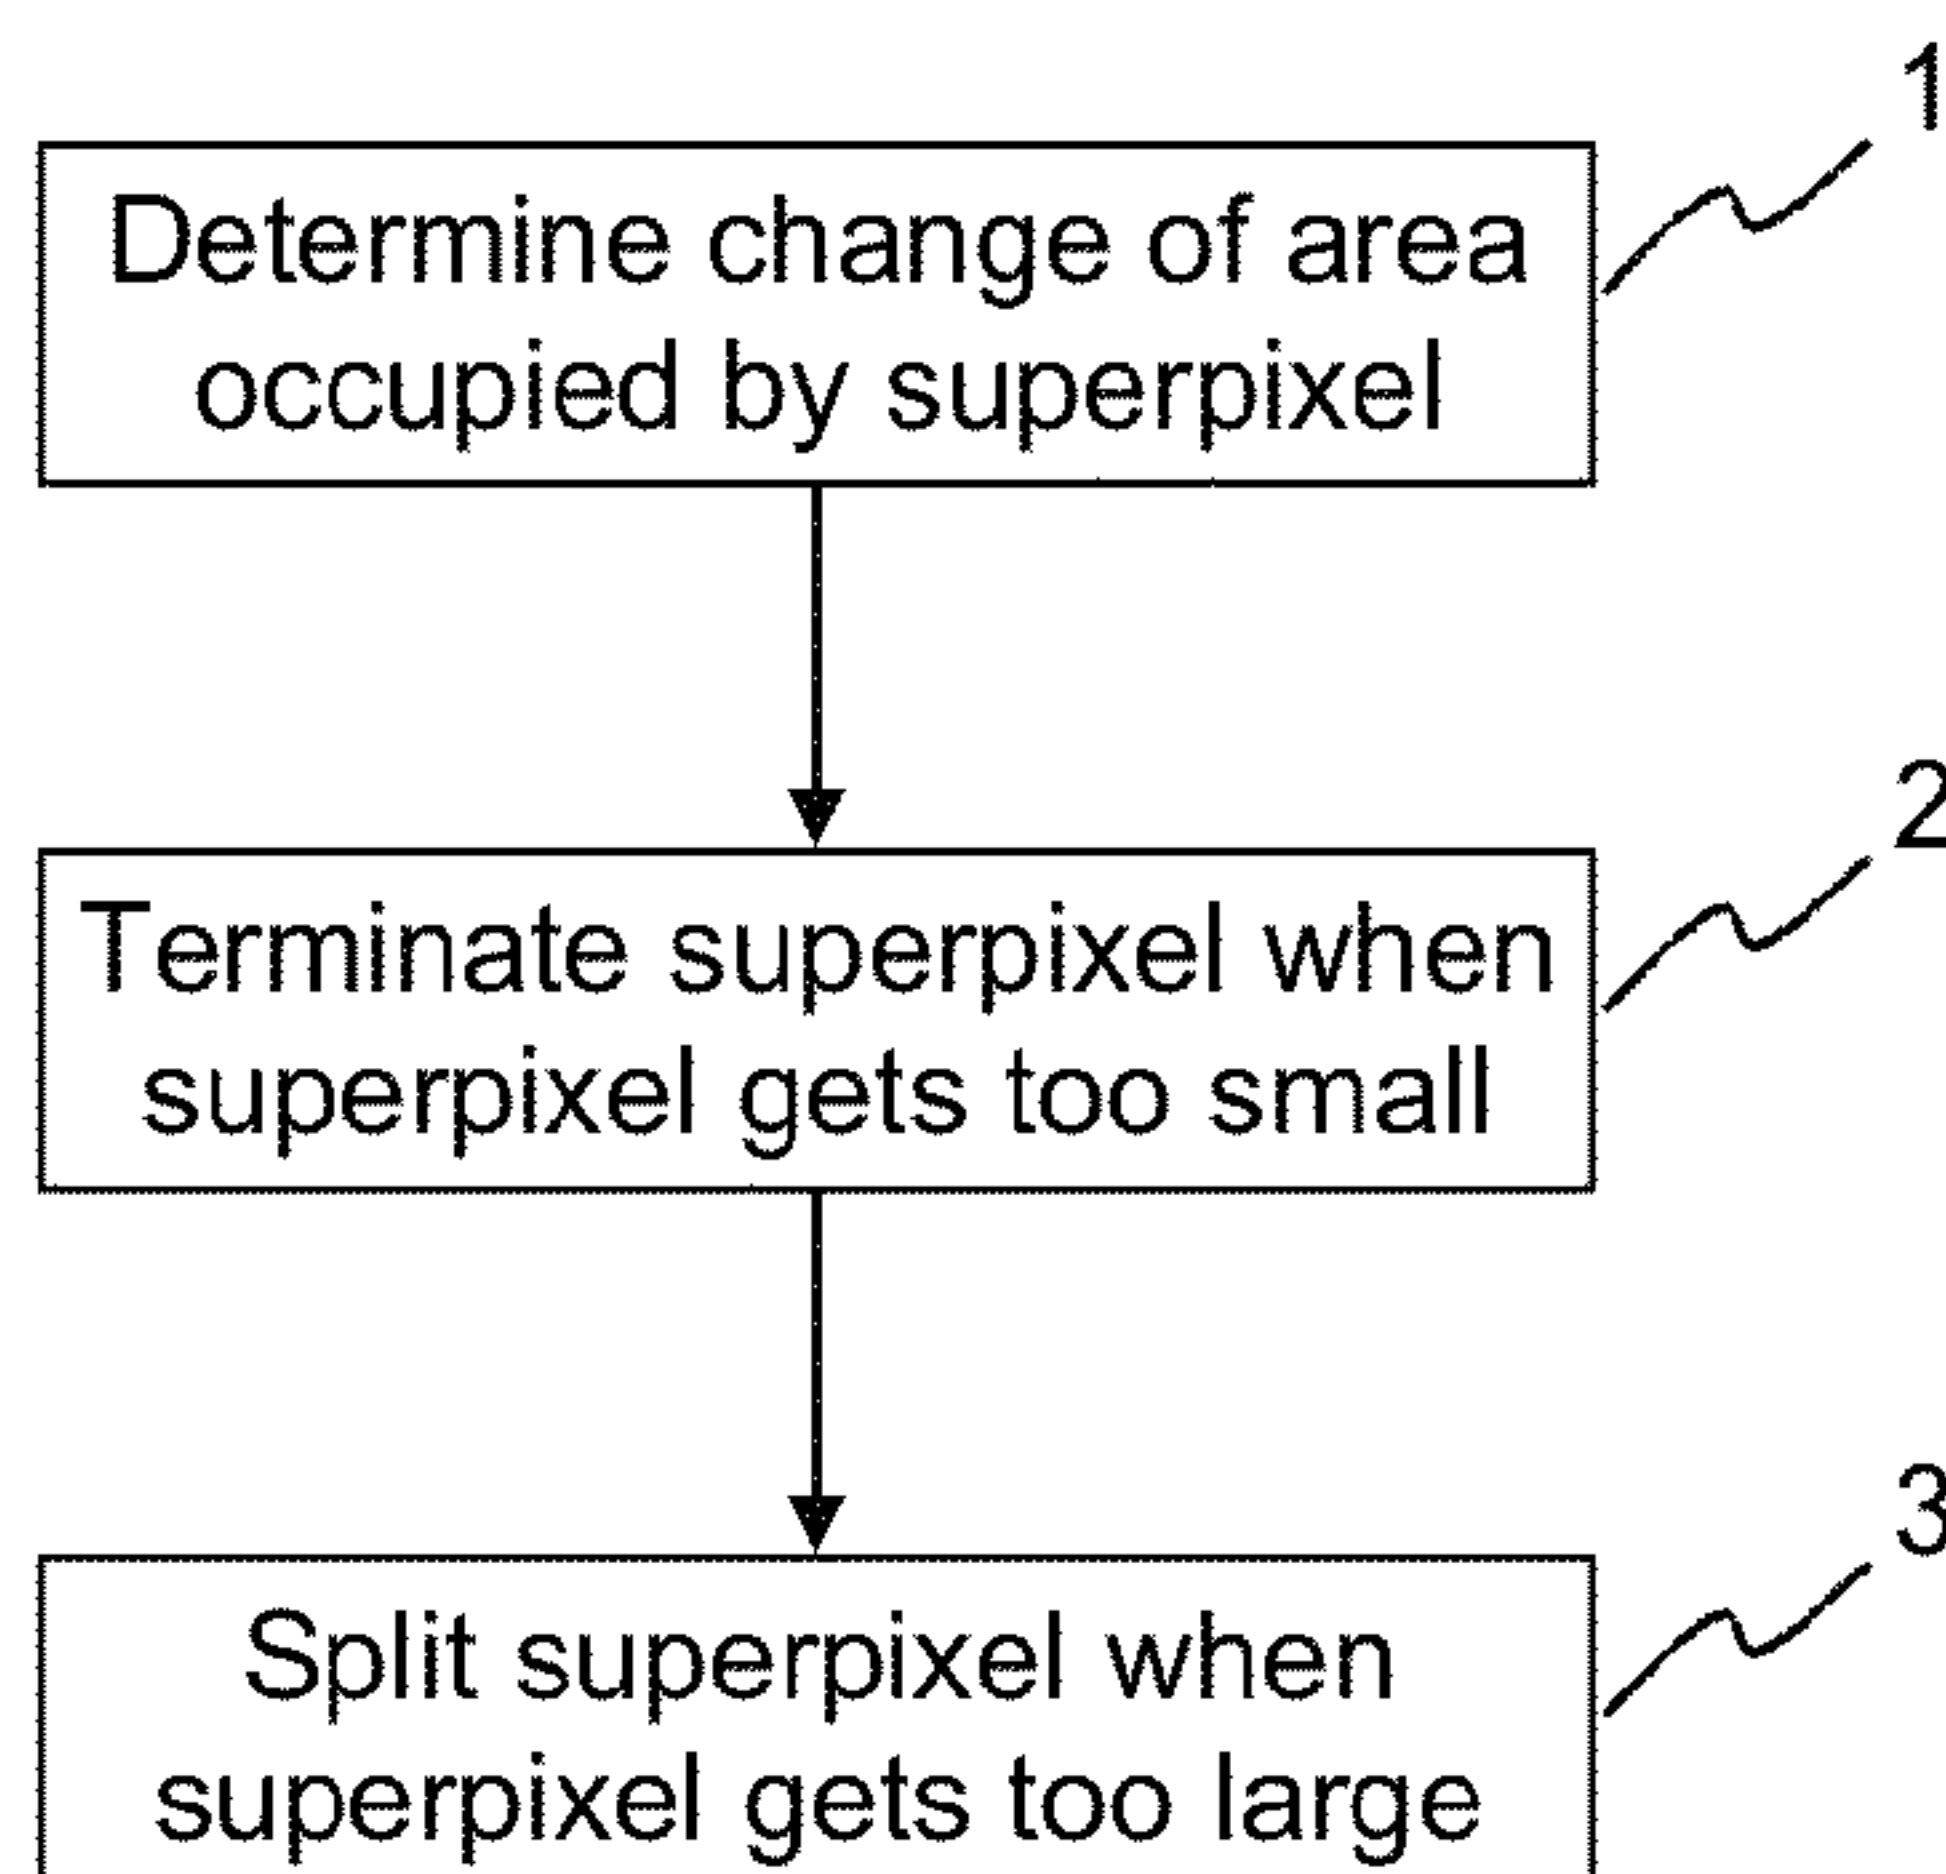 1
Determine change of area
occupied by superpixel
2
Terminate superpixel when
superpixel gets too small
3
Split superpixel when
superpixel gets too large